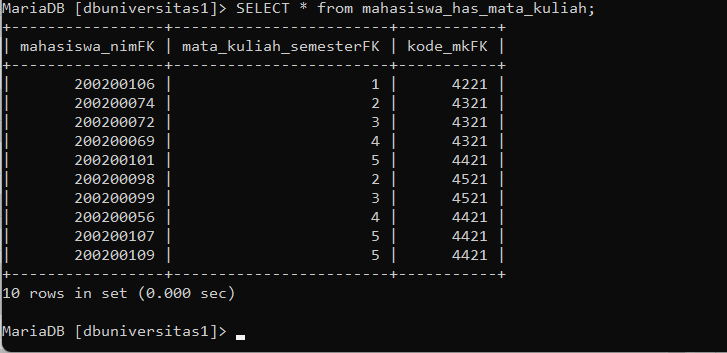 MariaDB [dbuniversitas1]> SELECT * from mahasiswa_has_mata_kuliah;
+----------------+------------------------+-----------+
| mahasiswa_nimFK | mata_kuliah_semesterFK | kode_mkFK |
+----------------+------------------------+-----------+
| 200200106 | 1 | 4221 |
| 200200074 | 2 | 4321 |
| 200200072 | 3 | 4321 |
| 200200069 | 4 | 4321 |
| 200200101 | 5 | 4421 |
| 200200098 | 2 | 4521 |
| 200200099 | 3 | 4521 |
| 200200056 | 4 | 4421 |
| 200200107 | 5 | 4421 |
| 200200109 | 5 | 4421 |
+----------------+------------------------+-----------+
10 rows in set (0.000 sec)
MariaDB [dbuniversitas1]>